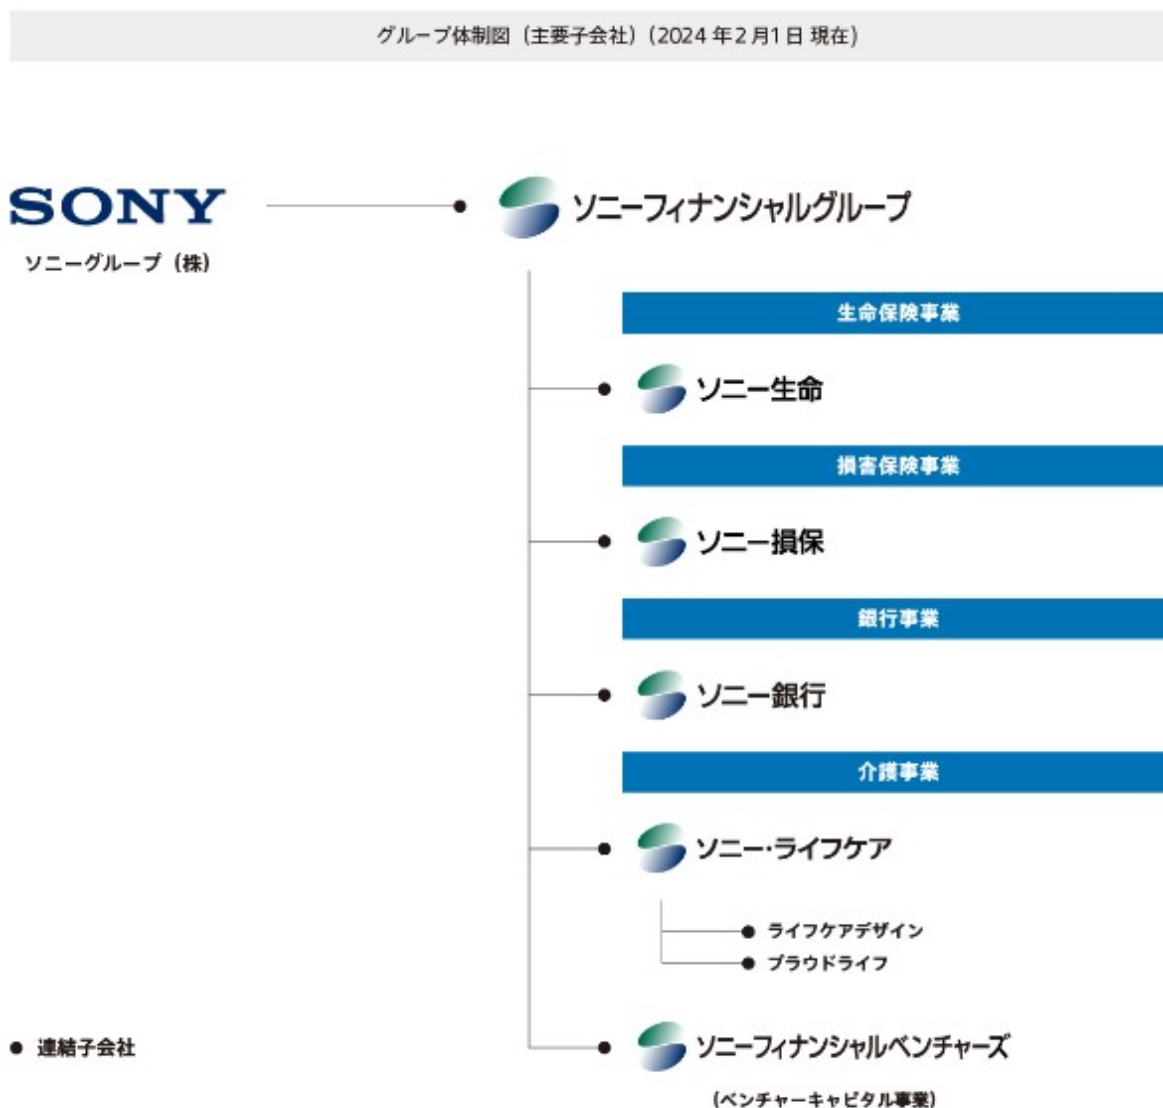 グループ体制図（主要子会社）（2024年2月1日 現在)
SONY
ソニーグループ（株）
ソニーフィナンシャルグループ
生命保険事業
ソニー生命
損害保険事業
ソニー損保
銀行事業
ソニー銀行
介護事業
ソニー・ライフケア
● ライフケアデザイン
● プラウドライフ
● 連結子会社
ソニーフィナンシャルベンチャーズ
(ベンチャーキャピタル事業)